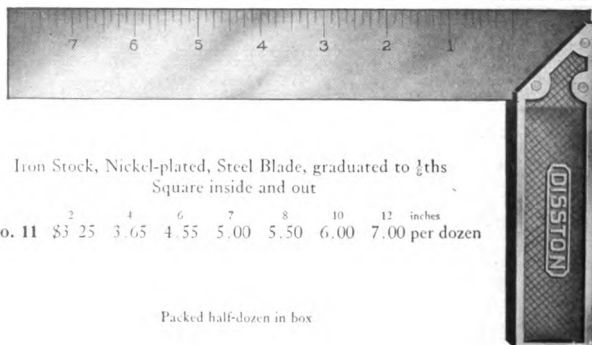 7 6 5 4 3 2 1
DISSTON
Iron Stock, Nickel-plated, Steel Blade, graduated to ⅛ths
Square inside and out
2 4 6 7 8 10 12 inches
o. 11 $3 25 3.65 4.55 5.00 5.50 6.00 7.00 per dozen
Packed half-dozen in box